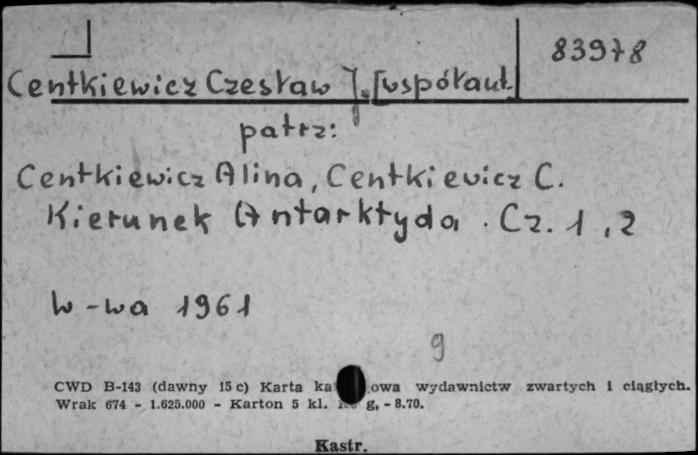 83978
Centkiewicz Czesław J. [współaut.
patrz:
Centkiewicz Alina, Centkiewicz C.
Kierunek Antarktyda. Cz. 1, 2
W-wa 1961
9
CWD B-143 (dawny 15 c) Karta ka owa wydawnictw zwartych i ciągłych.
Wrak 674 - 1.625.000 - Karton 5 kl. g, - 8.70.
Kastr.